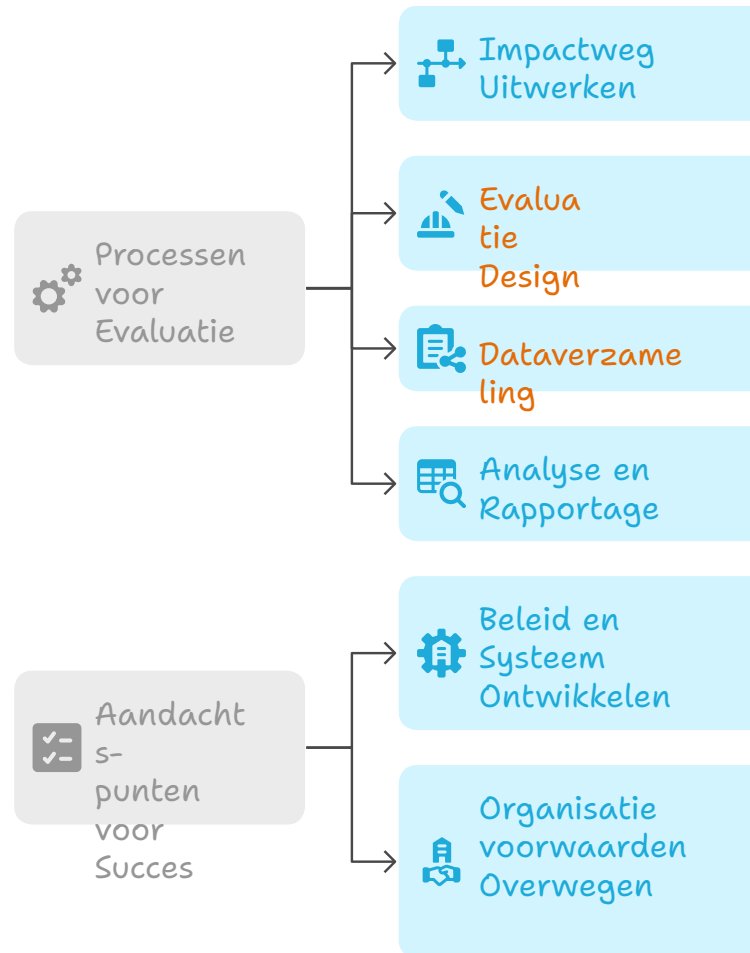 Impactweg
Uitwerken
Evalua
tie
Design
Processen
voor
Evaluatie
Dataverzame
ling
Analyse en
Rapportage
Beleid en
Systeem
Ontwikkelen
Aandacht
s-
punten
voor
Succes
Organisatie
voorwaarden
Overwegen